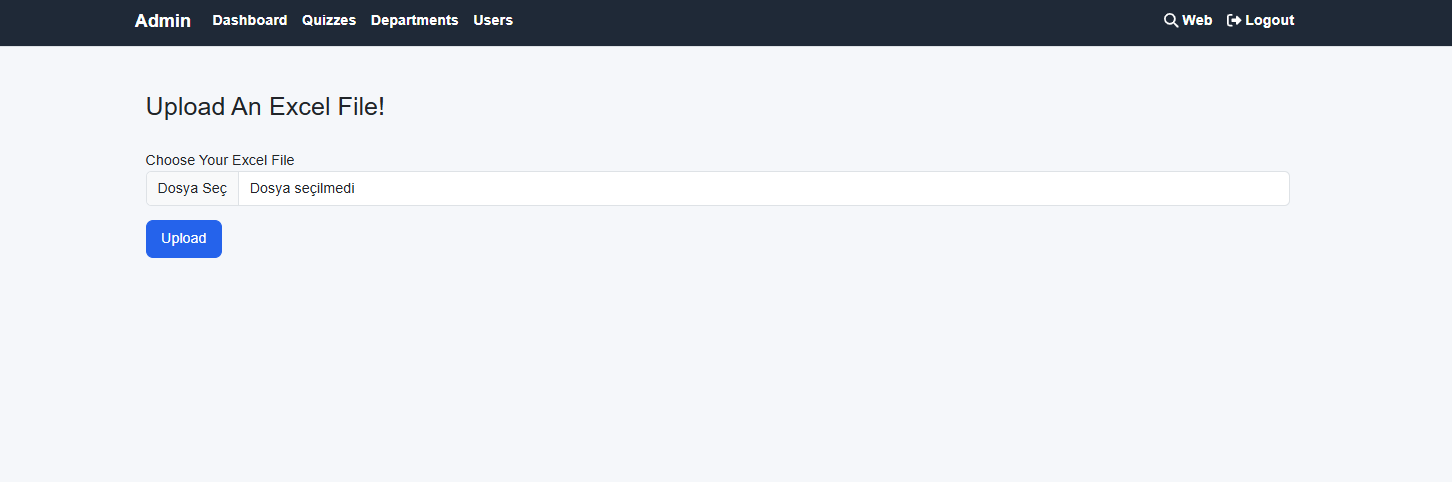 Admin Dashboard Quizzes Departments Users Web Logout
Upload An Excel File!
Choose Your Excel File
Dosya Seç Dosya seçilmedi
Upload